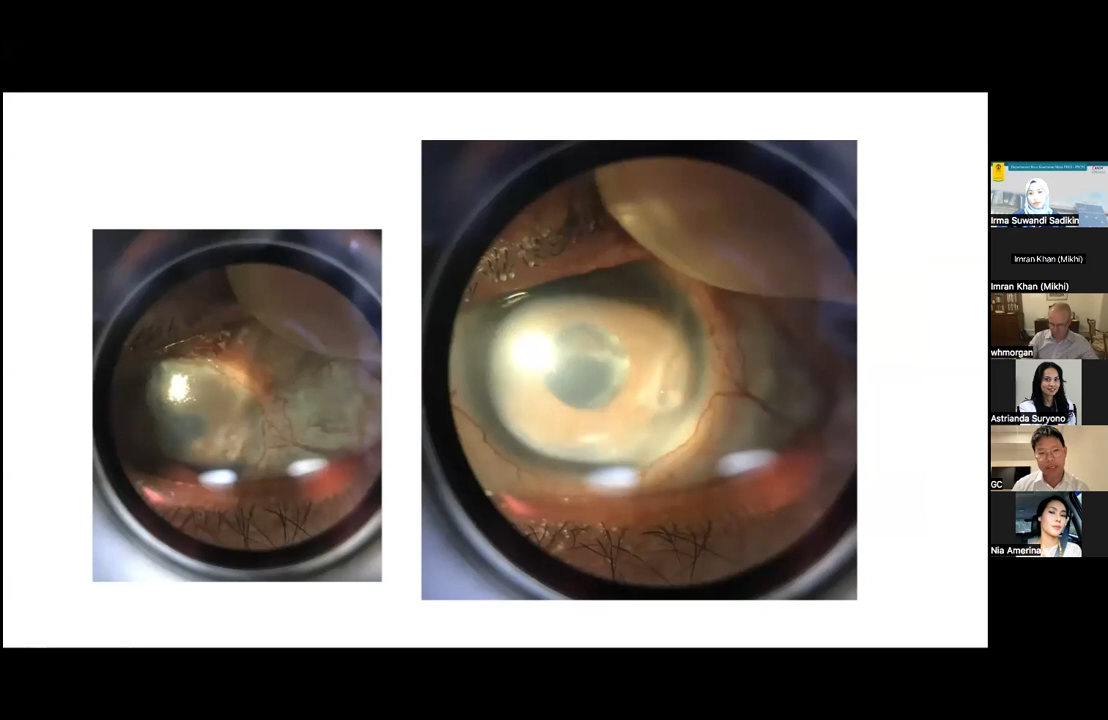 Irma Suwandi Sadikin
Imran Khan (Mikhi)
Imran Khan (Mikhi)
whmorgan
Astrianda Suryono
GC
Nia Amerina